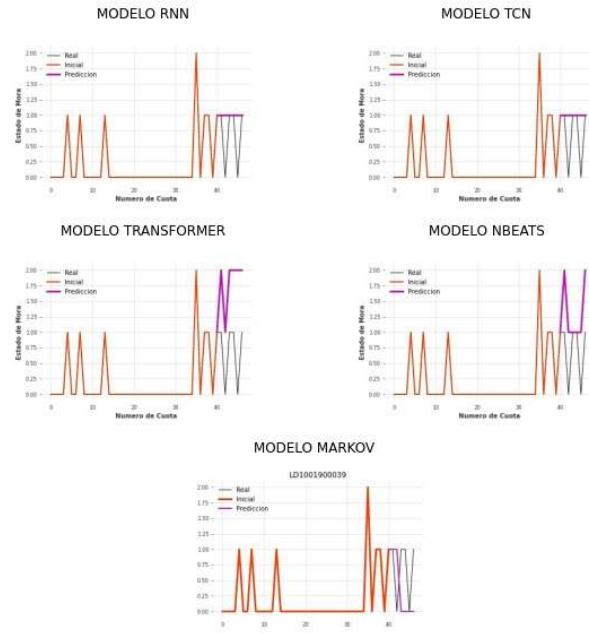 MODELO RNN
MODELO TCN
Real
Inicial
Prediccion
2.00
1.75
1.50
1.25
1.00
0.75
0.50
0.25
0.00
Estado de Mora
0 10 20 30 40
Numero de Cuota
Real
Inicial
Prediccion
2.00
1.75
1.50
1.25
1.00
0.75
0.50
0.25
0.00
Estado de Mora
0 10 20 30 40
Numero de Cuota
MODELO TRANSFORMER
MODELO NBEATS
Real
Inicial
Prediccion
2.00
1.75
1.50
1.25
1.00
0.75
0.50
0.25
0.00
Estado de Mora
0 10 20 30 40
Numero de Cuota
Real
Inicial
Prediccion
2.00
1.75
1.50
1.25
1.00
0.75
0.50
0.25
0.00
Estado de Mora
0 10 20 30 40
Numero de Cuota
MODELO MARKOV
LD1001900039
Real
Inicial
Prediccion
2.00
1.75
1.50
1.25
1.00
0.75
0.50
0.25
0.00
0 10 20 30 40